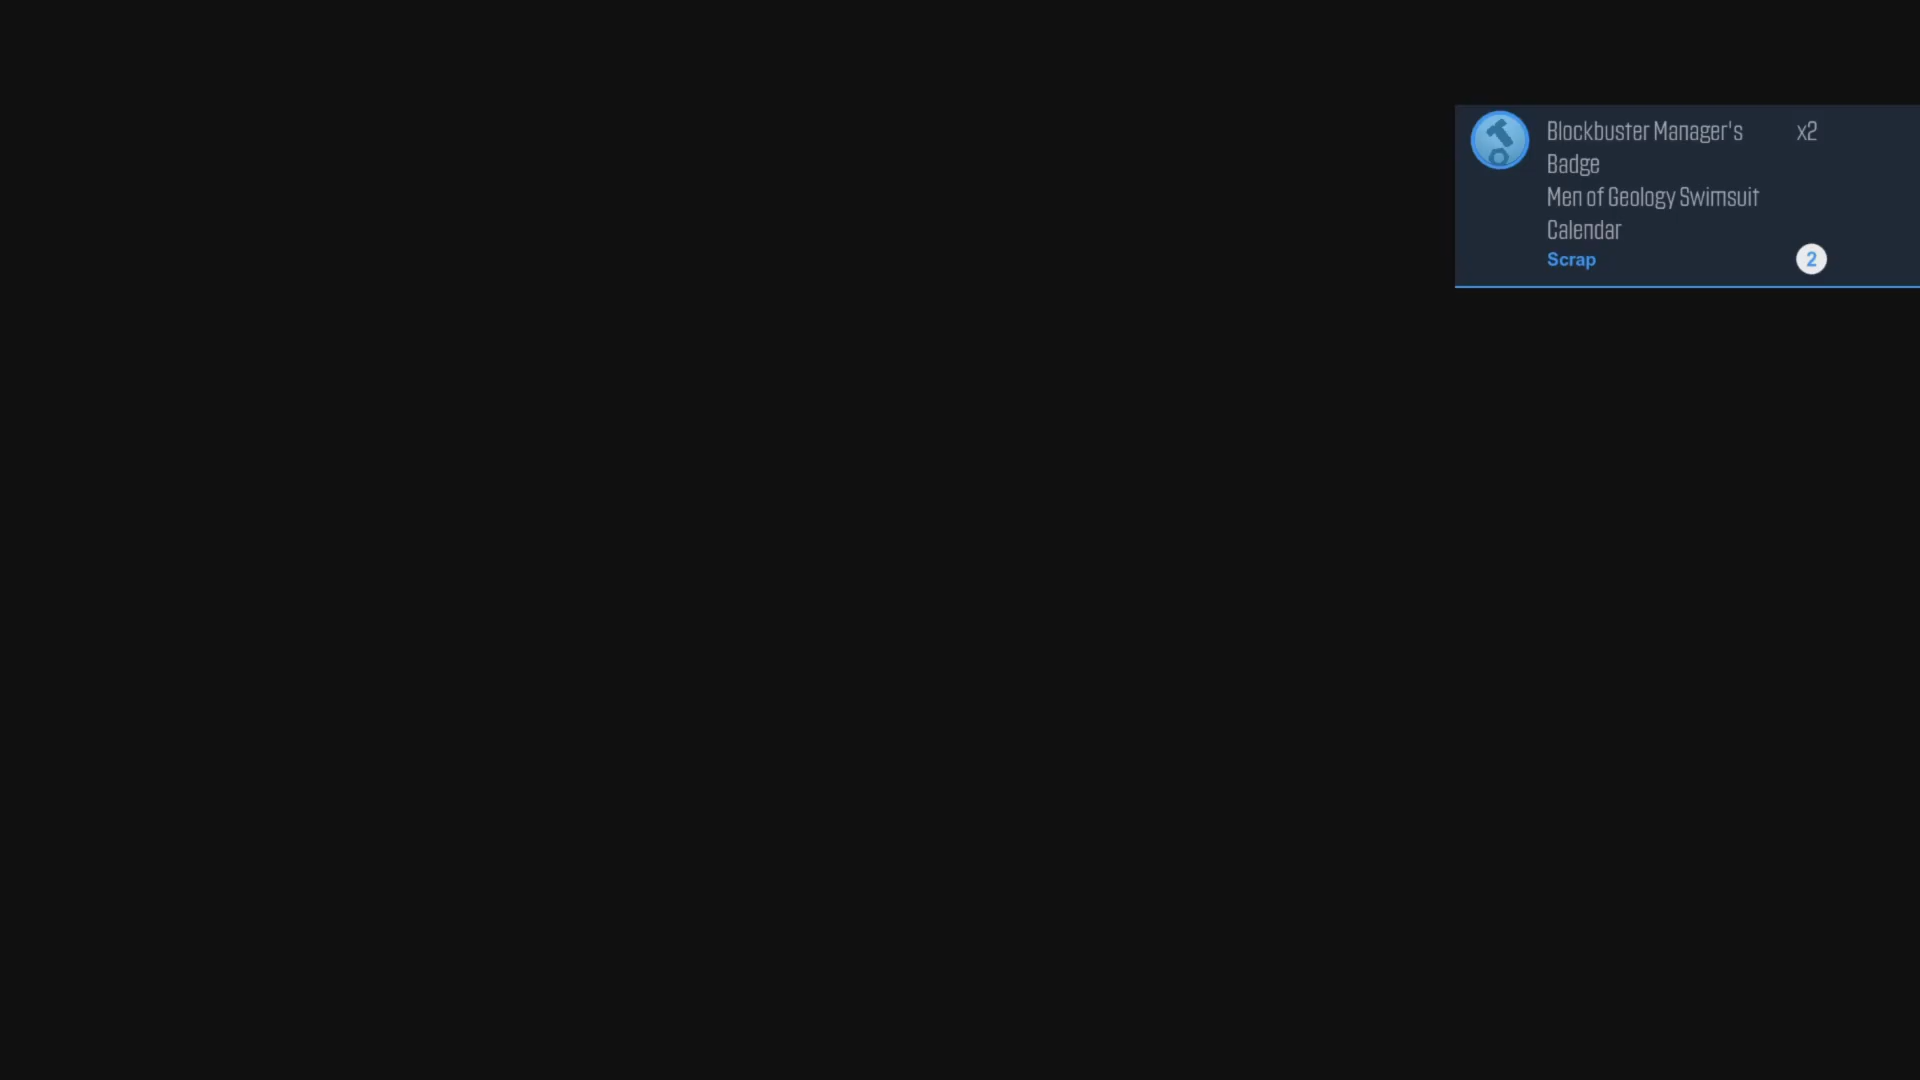 Blockbuster Manager's x2
Badge
Men of Geology Swimsuit
Calendar
Scrap 2